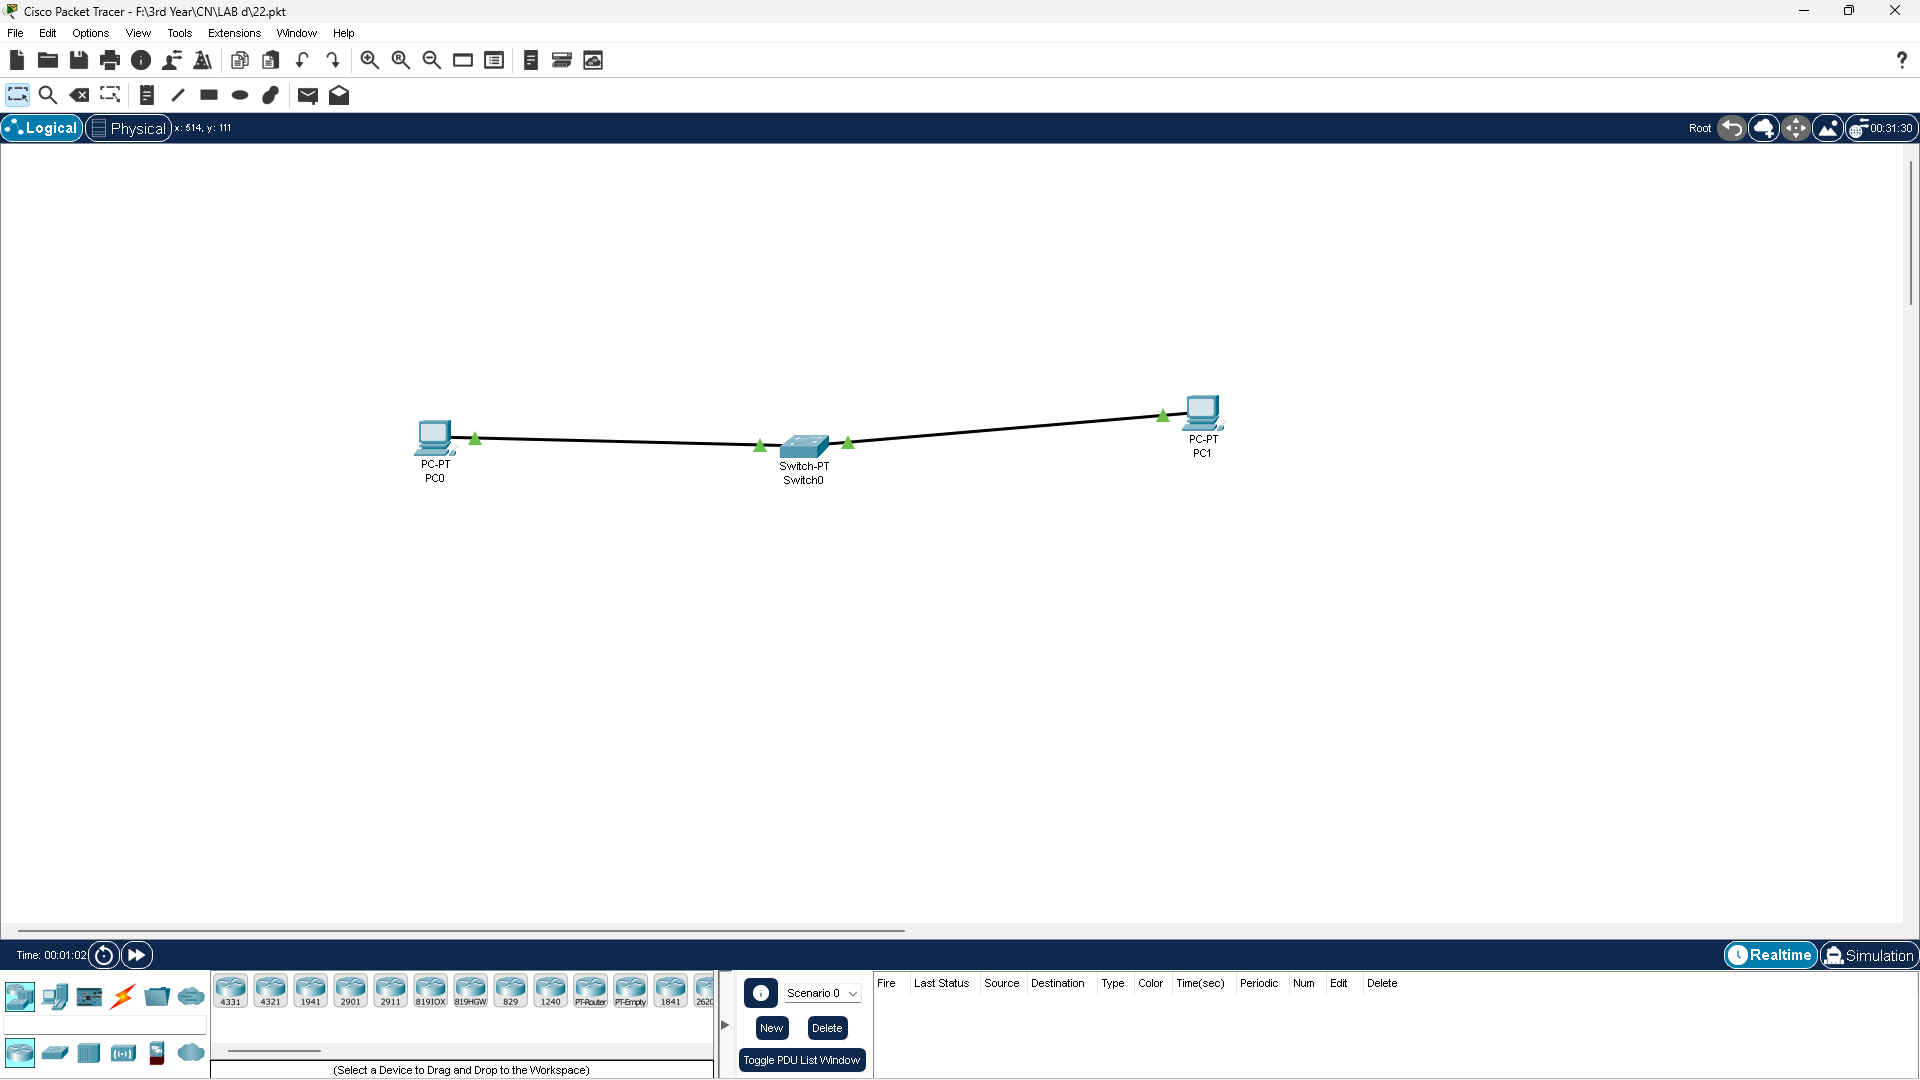 Cisco Packet Tracer - F:\3rd Year\CN\LAB d\22.pkt
File Edit Options View Tools Extensions Window Help
Logical Physical x: 514, y: 111 Root 00:31:30
PC-PT
PC0
Switch-PT
Switch0
PC-PT
PC1
Time: 00:01:02 Realtime Simulation
4331 4321 1941 2901 2911 819IOX 819HGW 829 1240 PT-Router PT-Empty 1841 2620
(Select a Device to Drag and Drop to the Workspace)
Scenario 0
New Delete
Toggle PDU List Window
Fire Last Status Source Destination Type Color Time(sec) Periodic Num Edit Delete